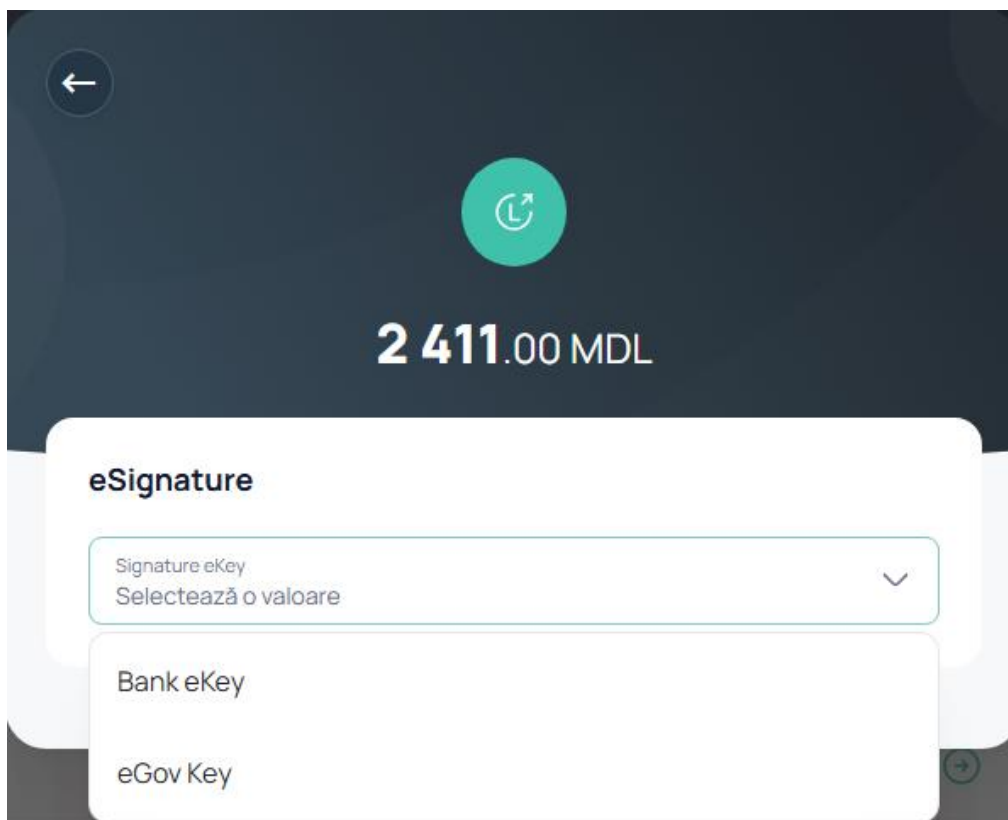 2 411.00 MDL
eSignature
Signature eKey
Selectează o valoare
Bank eKey
eGov Key